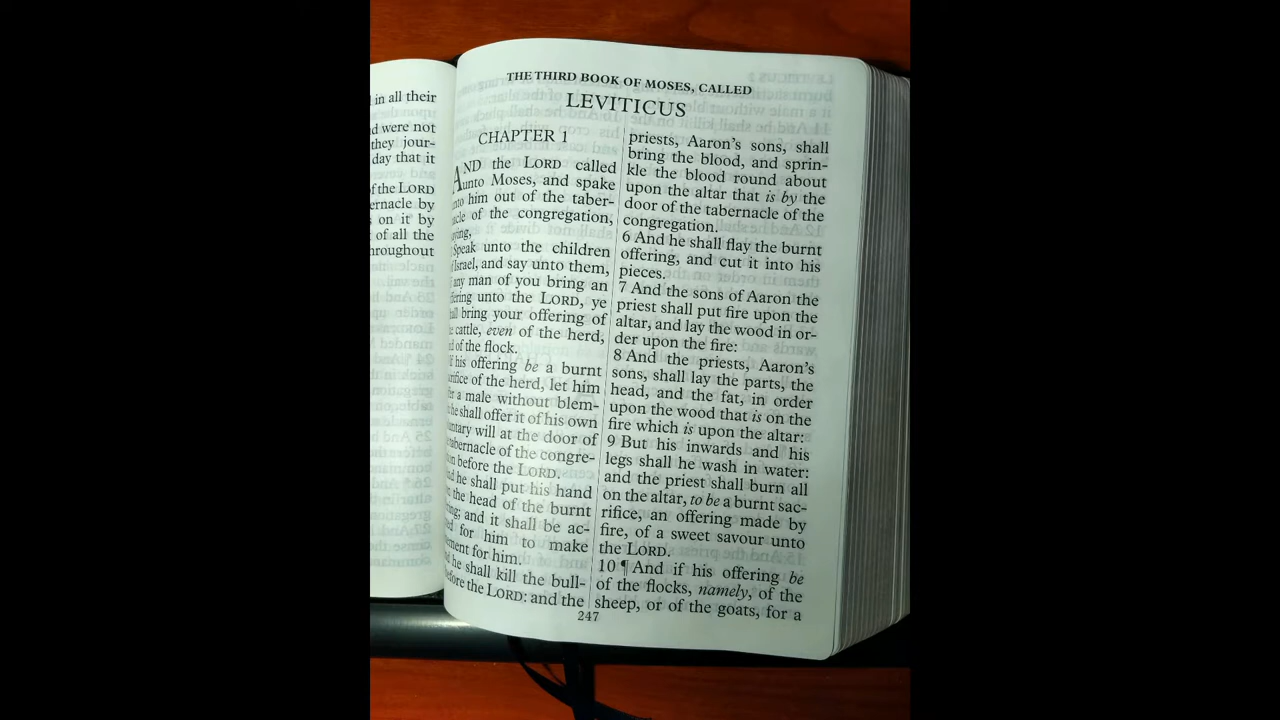 in all their
d were not
they jour-
day that it
of the LORD
ernacle by
s on it by
of all the
hroughout
THE THIRD BOOK OF MOSES, CALLED
LEVITICUS
CHAPTER 1
AND the LORD called
unto Moses, and spake
nto him out of the taber-
acle of the congregation,
ying,
Speak unto the children
f Israel, and say unto them,
any man of you bring an
ffering unto the LORD, ye
hall bring your offering of
e cattle, even of the herd,
d of the flock.
f his offering be a burnt
crifice of the herd, let him
fer a male without blem-
he shall offer it of his own
untary will at the door of
tabernacle of the congre-
on before the LORD.
nd he shall put his hand
n the head of the burnt
ng; and it shall be ac-
ed for him to make
ement for him.
d he shall kill the bull-
efore the LORD: and the
priests, Aaron's sons, shall
bring the blood, and sprin-
kle the blood round about
upon the altar that is by the
door of the tabernacle of the
congregation.
6 And he shall flay the burnt
offering, and cut it into his
pieces.
7 And the sons of Aaron the
priest shall put fire upon the
altar, and lay the wood in or-
der upon the fire:
8 And the priests, Aaron's
sons, shall lay the parts, the
head, and the fat, in order
upon the wood that is on the
fire which is upon the altar:
9 But his inwards and his
legs shall he wash in water:
and the priest shall burn all
on the altar, to be a burnt sac-
rifice, an offering made by
fire, of a sweet savour unto
the LORD.
10 ¶ And if his offering be
of the flocks, namely, of the
sheep, or of the goats, for a
247